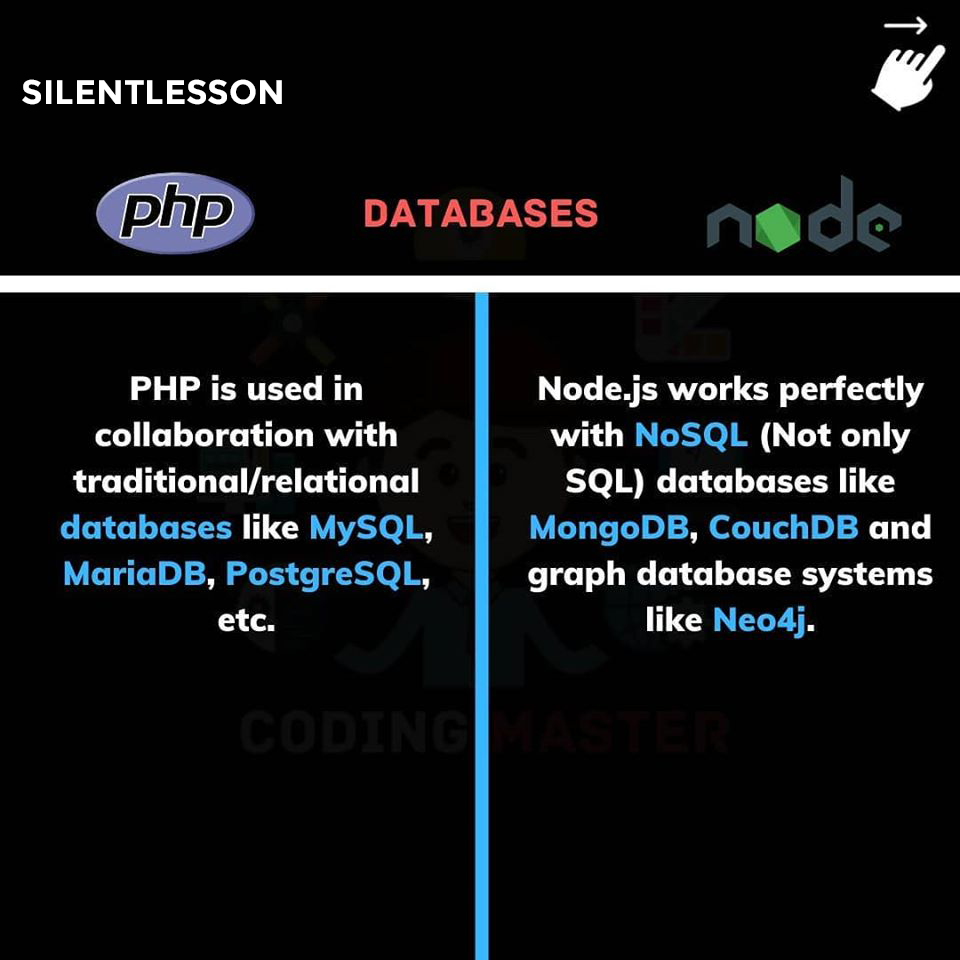 SILENTLESSON
php
DATABASES
node
PHP is used in
collaboration with
traditional/relational
databases like MySQL,
MariaDB, PostgreSQL,
etc.
Node.js works perfectly
with NoSQL (Not only
SQL) databases like
MongoDB, CouchDB and
graph database systems
like Neo4j.
CODING MASTER